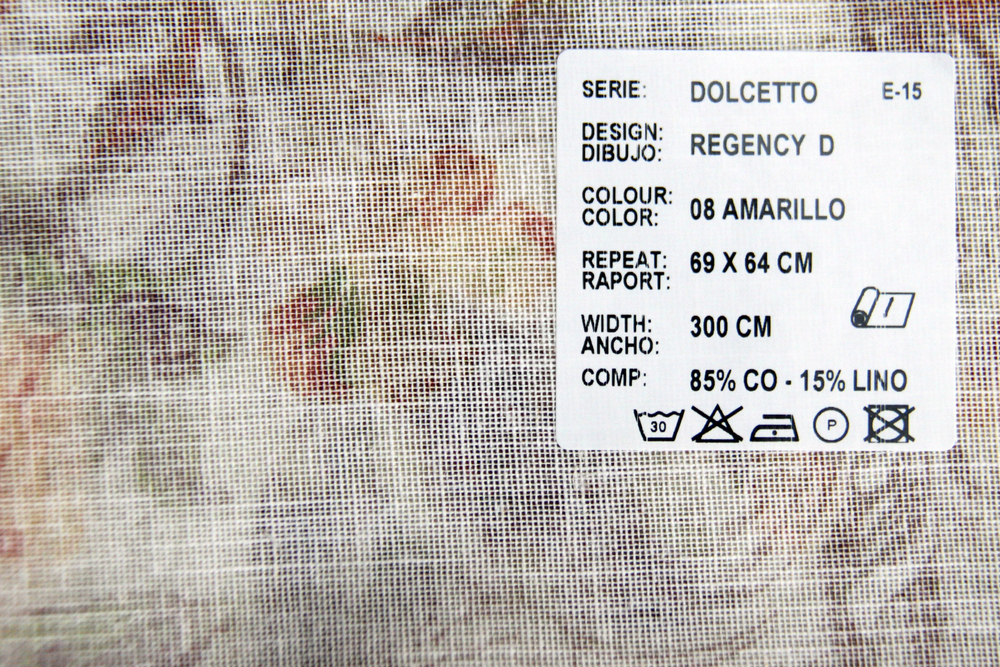 SERIE: DOLCETTO E-15
DESIGN:
DIBUJO: REGENCY D
COLOUR:
COLOR: 08 AMARILLO
REPEAT: 69 X 64 CM
RAPORT:
WIDTH: 300 CM
ANCHO:
COMP: 85% CO - 15% LINO
30 P